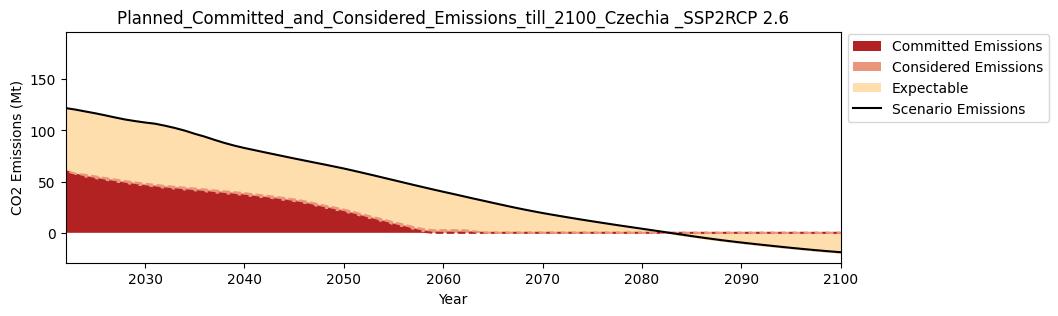 Planned_Committed_and_Considered_Emissions_till_2100_Czechia _SSP2RCP 2.6
Committed Emissions
Considered Emissions
Expectable
Scenario Emissions
CO2 Emissions (Mt)
150
100
50
0
2030
2040
2050
2060
2070
2080
2090
2100
Year